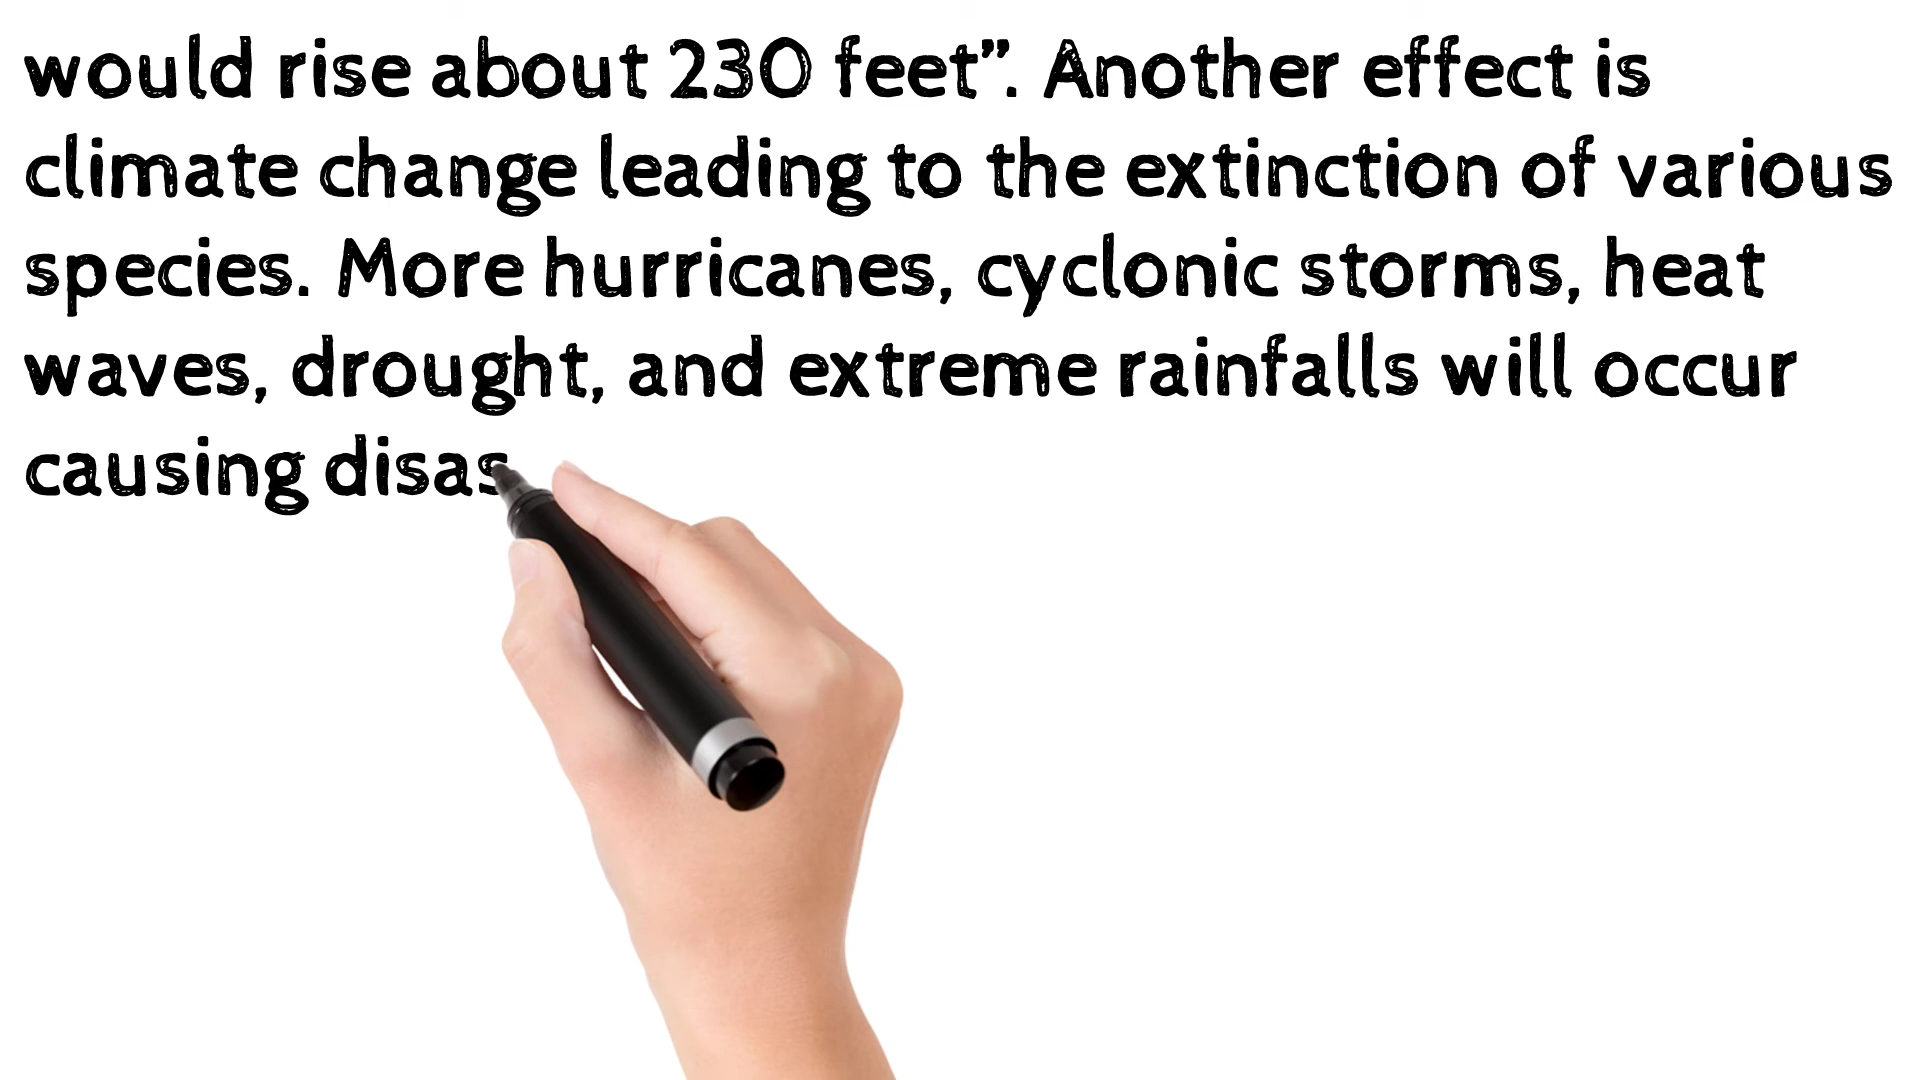 would rise about 230 feet”. Another effect is
climate change leading to the extinction of various
species. More hurricanes, cyclonic storms, heat
waves, drought, and extreme rainfalls will occur
causing disas